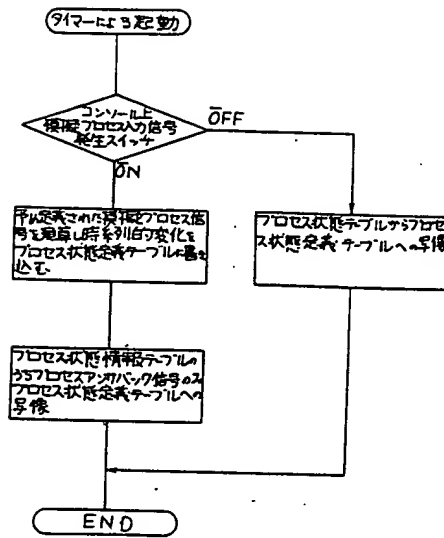 タイマーによる起動
コンソール上
模擬プロセス入力信号
発生スイッチ
OFF
ON
予め定義された模擬プロセス信
号を演算し時系列的変化を
プロセス状態定義テーブルに書き
込む。
プロセス状態テーブルからプロセ
ス状態定義テーブルへの写像
プロセス状態情報テーブルの
うちプロセスアンサバック信号のみ
プロセス状態定義テーブルへの
写像
END